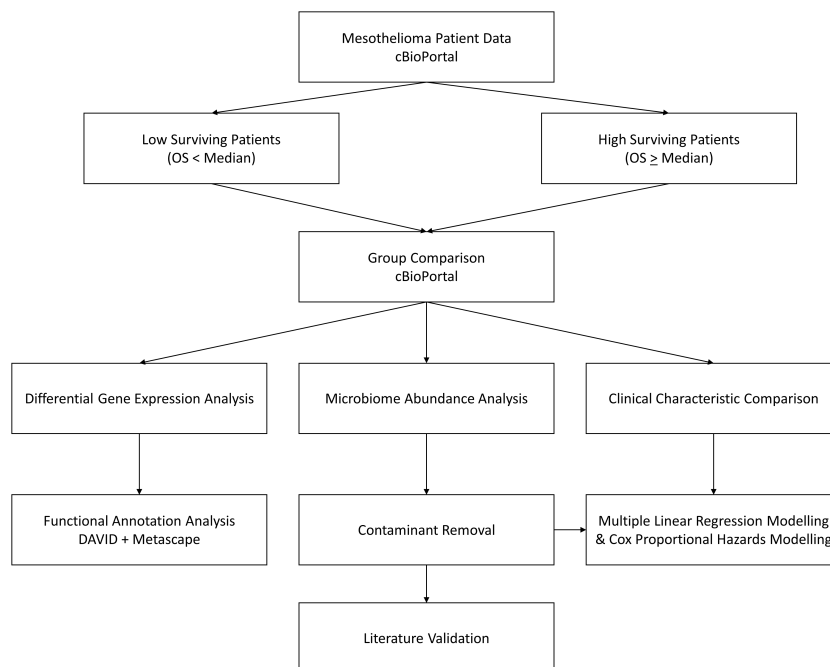 Mesothelioma Patient Data
cBioPortal
Low Surviving Patients
(OS < Median)
High Surviving Patients
(OS ≥ Median)
Group Comparison
cBioPortal
Differential Gene Expression Analysis
Microbiome Abundance Analysis
Clinical Characteristic Comparison
Functional Annotation Analysis
DAVID + Metascape
Contaminant Removal
Multiple Linear Regression Modelling
& Cox Proportional Hazards Modelling
Literature Validation